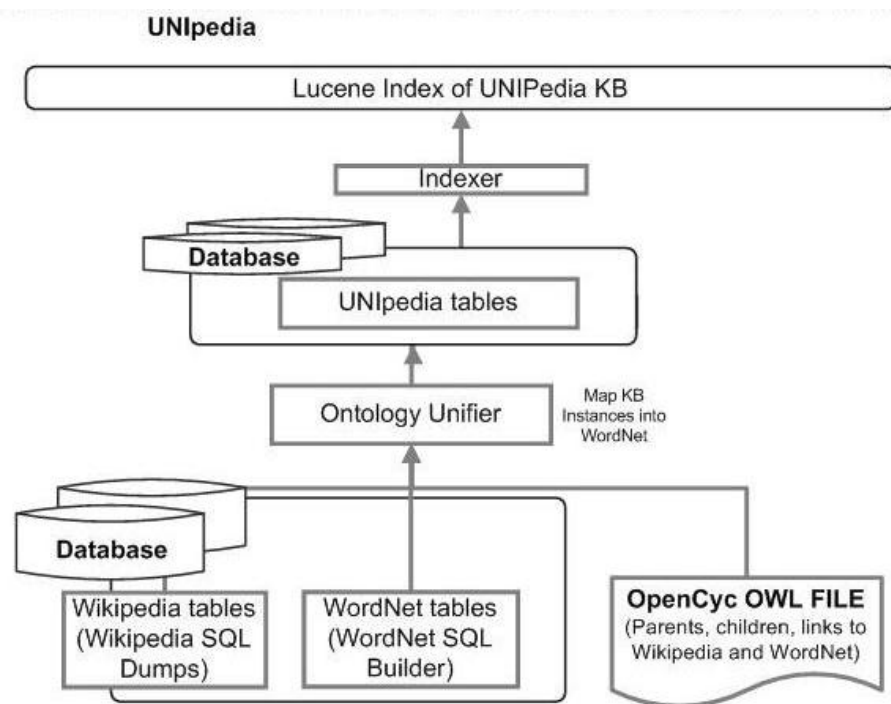 UNIpedia
Lucene Index of UNIPedia KB
Indexer
Database
UNIpedia tables
Ontology Unifier
Map KB
Instances into
WordNet
Database
Wikipedia tables
(Wikipedia SQL
Dumps)
WordNet tables
(WordNet SQL
Builder)
OpenCyc OWL FILE
(Parents, children, links to
Wikipedia and WordNet)